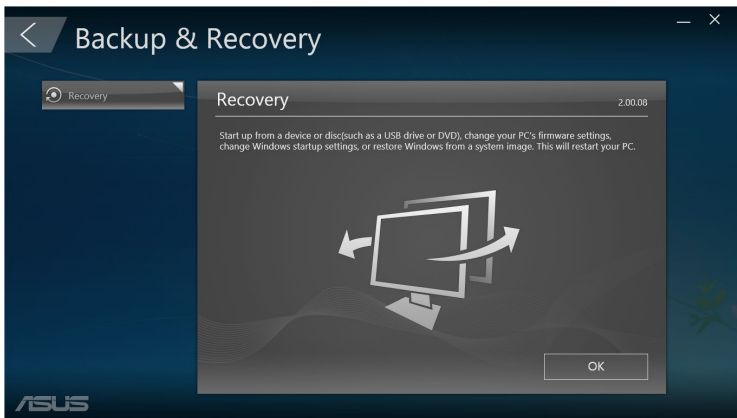 Backup & Recovery
Recovery
Recovery
2.00.08
Start up from a device or disc(such as a USB drive or DVD), change your PC's firmware settings,
change Windows startup settings, or restore Windows from a system image. This will restart your PC.
OK
ASUS